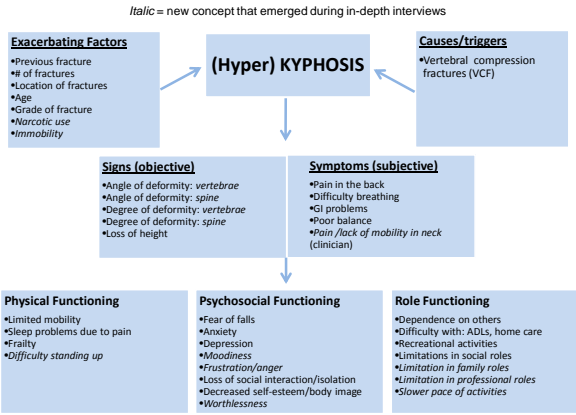 Italic = new concept that emerged during in-depth interviews
Exacerbating Factors
•Previous fracture
•# of fractures
•Location of fractures
•Age
•Grade of fracture
•Narcotic use
•Immobility
(Hyper) KYPHOSIS
Causes/triggers
•Vertebral compression
fractures (VCF)
Signs (objective)
•Angle of deformity: vertebrae
•Angle of deformity: spine
•Degree of deformity: vertebrae
•Degree of deformity: spine
•Loss of height
Symptoms (subjective)
•Pain in the back
•Difficulty breathing
•GI problems
•Poor balance
•Pain /lack of mobility in neck
(clinician)
Physical Functioning
•Limited mobility
•Sleep problems due to pain
•Frailty
•Difficulty standing up
Psychosocial Functioning
•Fear of falls
•Anxiety
•Depression
•Moodiness
•Frustration/anger
•Loss of social interaction/isolation
•Decreased self-esteem/body image
•Worthlessness
Role Functioning
•Dependence on others
•Difficulty with: ADLs, home care
•Recreational activities
•Limitations in social roles
•Limitation in family roles
•Limitation in professional roles
•Slower pace of activities